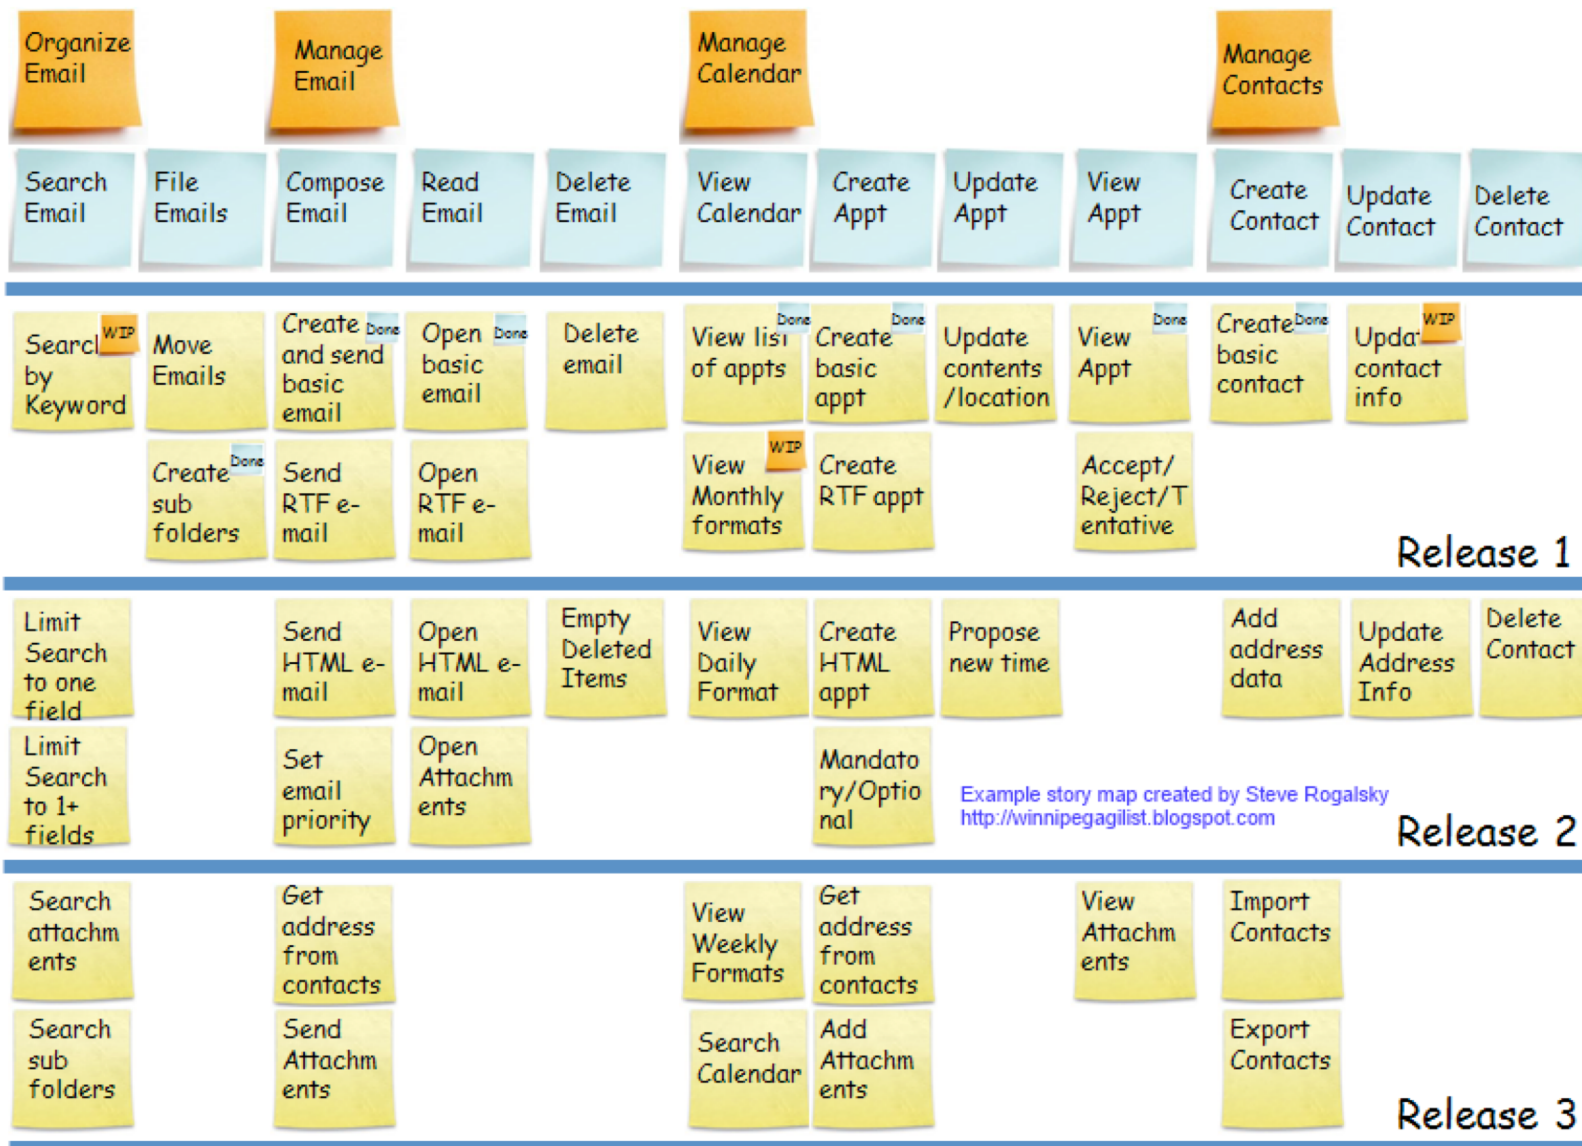 Organize
Email
Manage
Email
Manage
Calendar
Manage
Contacts
Search
Email
File
Emails
Compose
Email
Read
Email
Delete
Email
View
Calendar
Create
Appt
Update
Appt
View
Appt
Create
Contact
Update
Contact
Delete
Contact
Search
by
Keyword
WIP
Move
Emails
Create
and send
basic
email
Done
Open
basic
email
Done
Delete
email
View list
of appts
Done
Create
basic
appt
Done
Update
contents
/location
View
Appt
Done
Create
basic
contact
Done
Update
contact
info
WIP
Create
sub
folders
Done
Send
RTF e-
mail
Open
RTF e-
mail
View
Monthly
formats
WIP
Create
RTF appt
Accept/
Reject/T
entative
Release 1
Limit
Search
to one
field
Send
HTML e-
mail
Open
HTML e-
mail
Empty
Deleted
Items
View
Daily
Format
Create
HTML
appt
Propose
new time
Add
address
data
Update
Address
Info
Delete
Contact
Limit
Search
to 1+
fields
Set
email
priority
Open
Attachm
ents
Mandato
ry/Optio
nal
Example story map created by Steve Rogalsky
http://winnipegagilist.blogspot.com
Release 2
Search
attachm
ents
Get
address
from
contacts
View
Weekly
Formats
Get
address
from
contacts
View
Attachm
ents
Import
Contacts
Search
sub
folders
Send
Attachm
ents
Search
Calendar
Add
Attachm
ents
Export
Contacts
Release 3